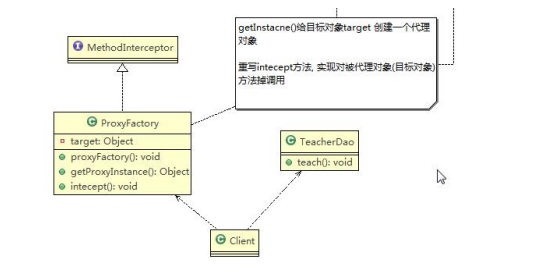 getInstacne()给目标对象target 创建一个代理
对象
重写intecept方法, 实现对被代理对象(目标对象)
方法掉调用
I MethodInterceptor
C ProxyFactory
target: Object
proxyFactory(): void
getProxyInstance(): Object
intecept(): void
C TeacherDao
teach(): void
C Client